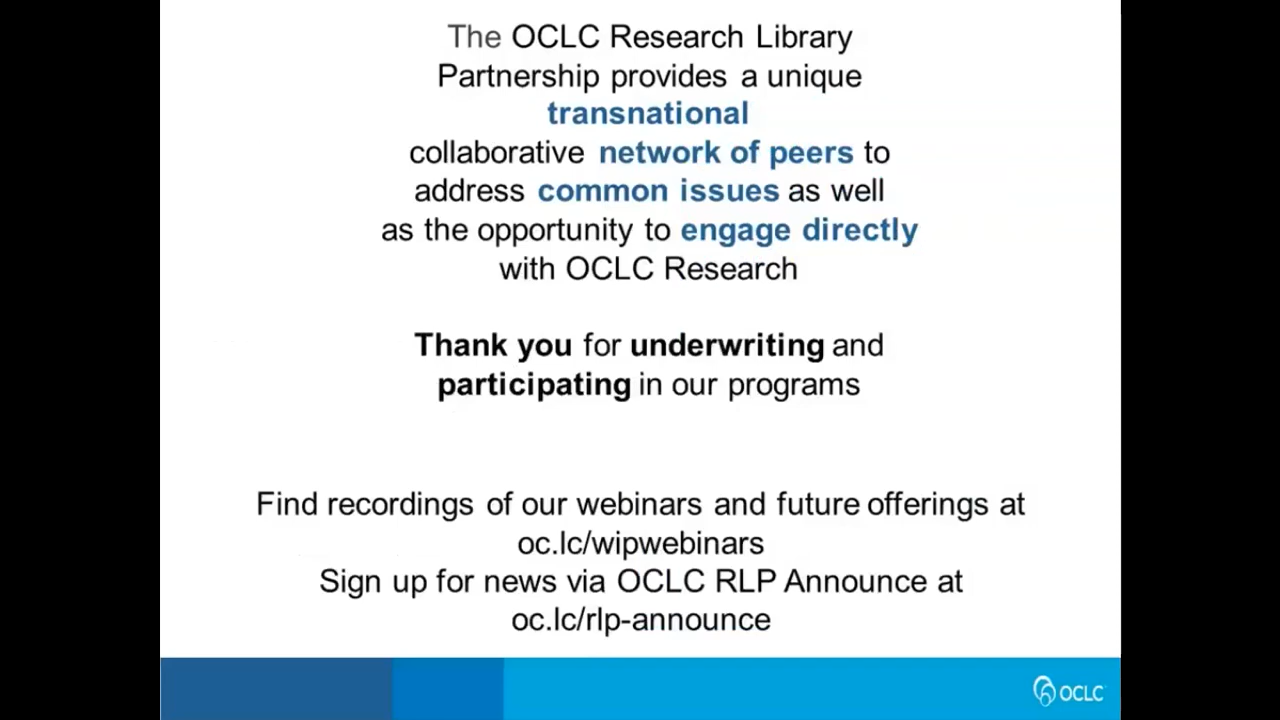 The OCLC Research Library
Partnership provides a unique
transnational
collaborative network of peers to
address common issues as well
as the opportunity to engage directly
with OCLC Research
Thank you for underwriting and
participating in our programs
Find recordings of our webinars and future offerings at
oc.lc/wipwebinars
Sign up for news via OCLC RLP Announce at
oc.lc/rlp-announce
OCLC